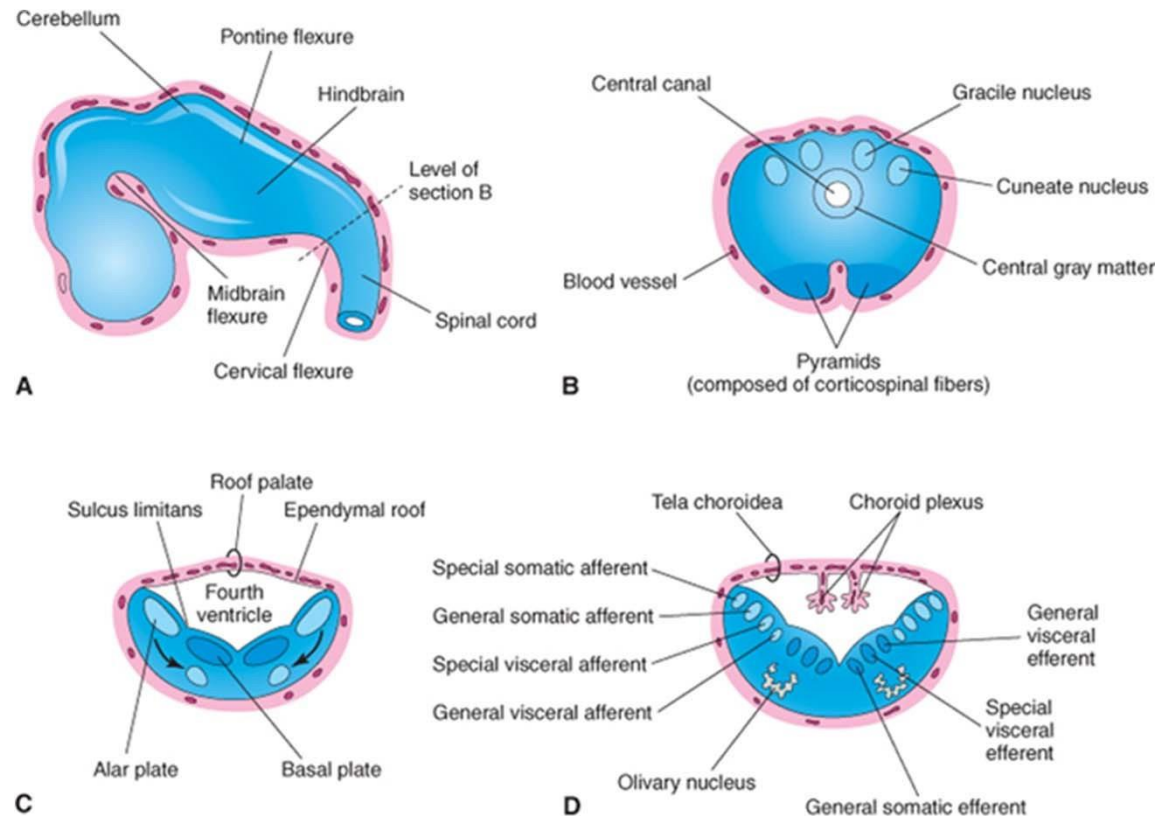 Cerebellum
Pontine flexure
Hindbrain
Level of
section B
Midbrain
flexure
Spinal cord
Cervical flexure
A
Central canal
Gracile nucleus
Cuneate nucleus
Central gray matter
Blood vessel
Pyramids
(composed of corticospinal fibers)
B
Roof palate
Sulcus limitans
Ependymal roof
Fourth
ventricle
Alar plate
Basal plate
C
Tela choroidea
Choroid plexus
Special somatic afferent
General somatic afferent
Special visceral afferent
General visceral afferent
General
visceral
efferent
Special
visceral
efferent
Olivary nucleus
General somatic efferent
D